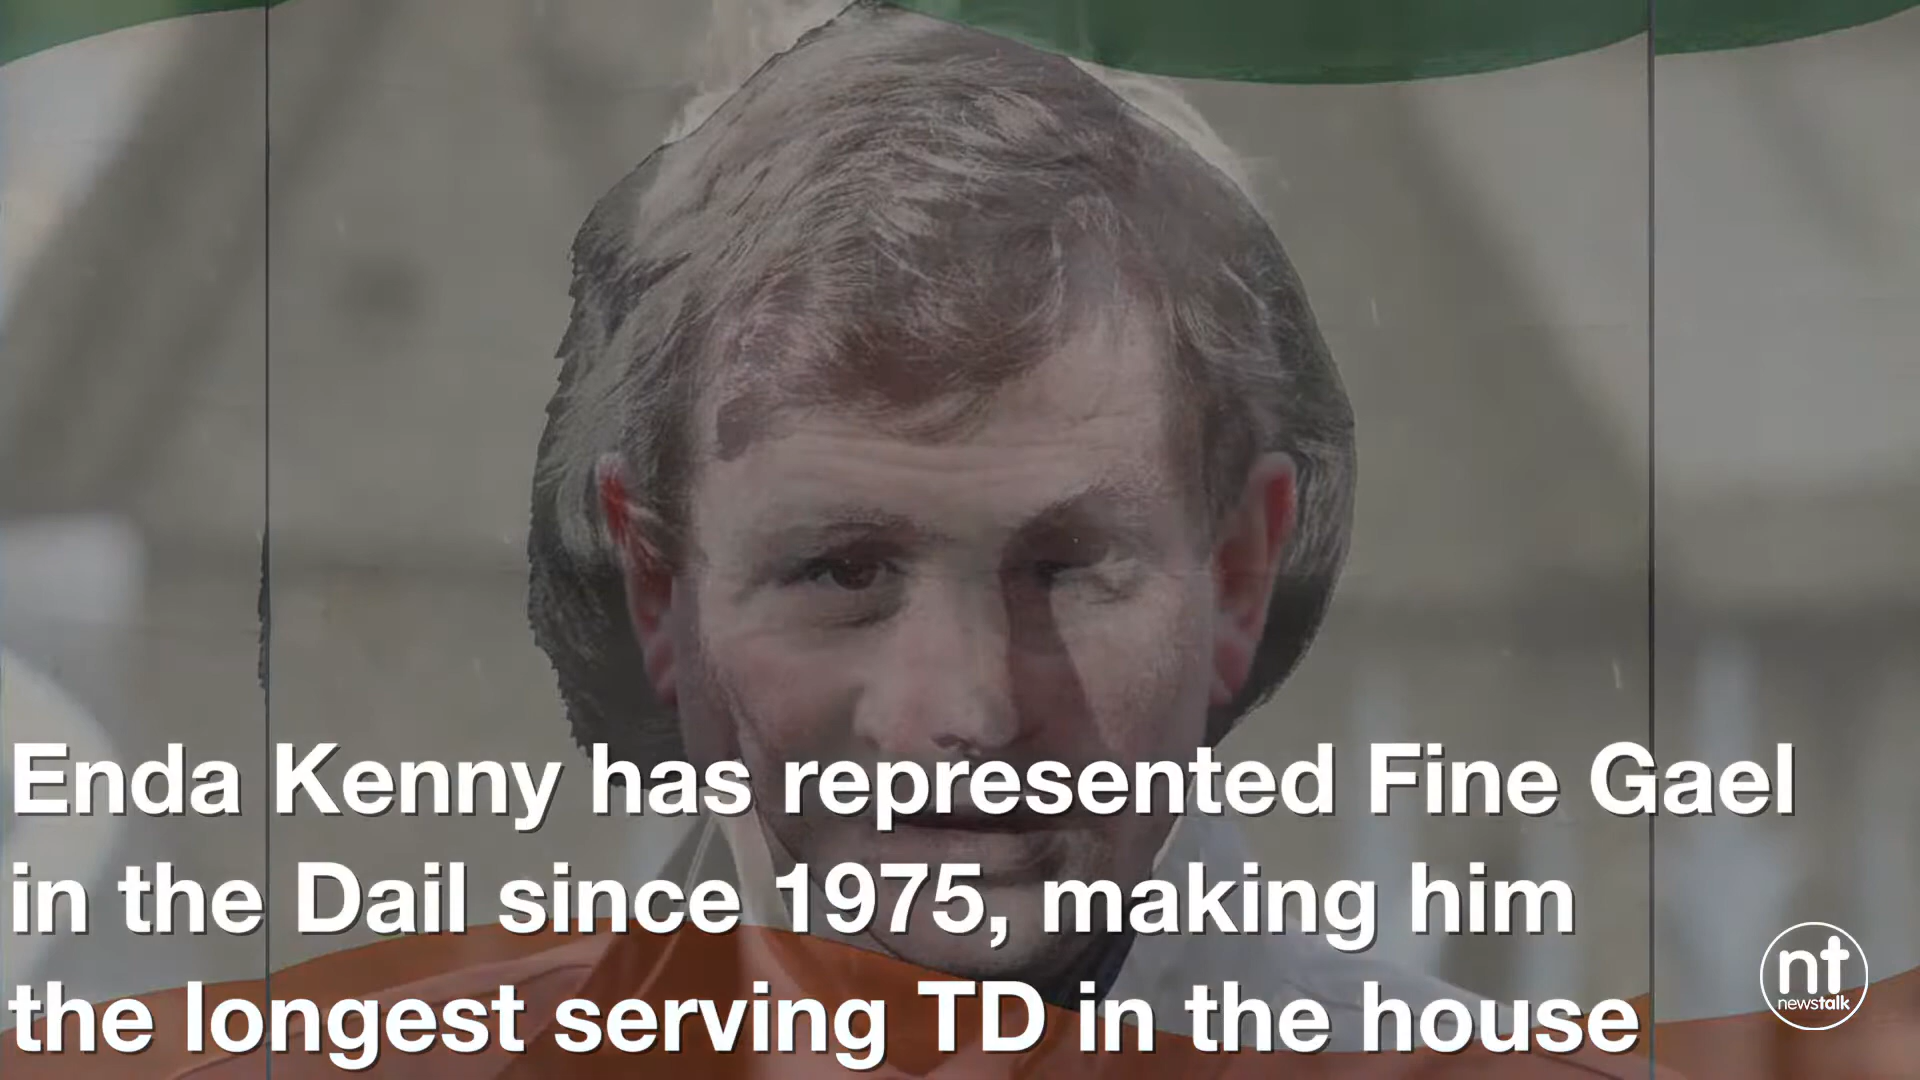 Enda Kenny has represented Fine Gael
in the Dail since 1975, making him
the longest serving TD in the house
nt
newstalk